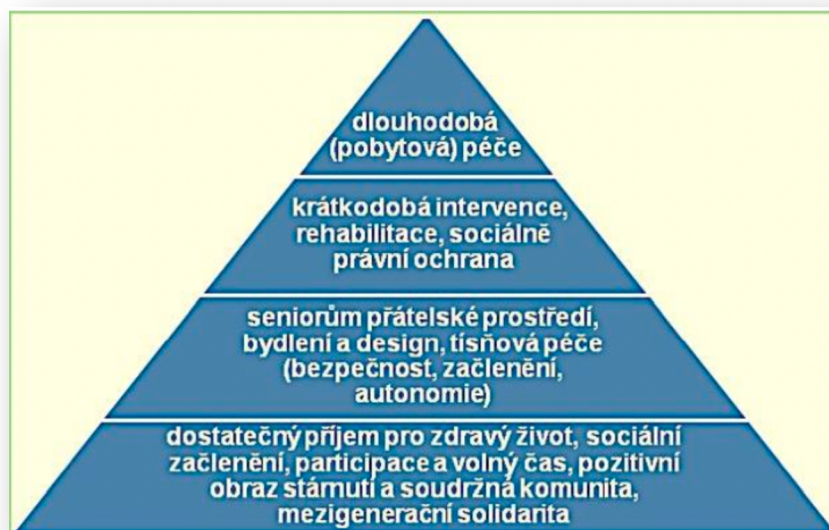 dlouhodobá
(pobytová) péče
krátkodobá intervence,
rehabilitace, sociálně
právní ochrana
seniorům přátelské prostředí,
bydlení a design, tísňová péče
(bezpečnost, začlenění,
autonomie)
dostatečný příjem pro zdravý život, sociální
začlenění, participace a volný čas, pozitivní
obraz stárnutí a soudržná komunita,
mezigenerační solidarita